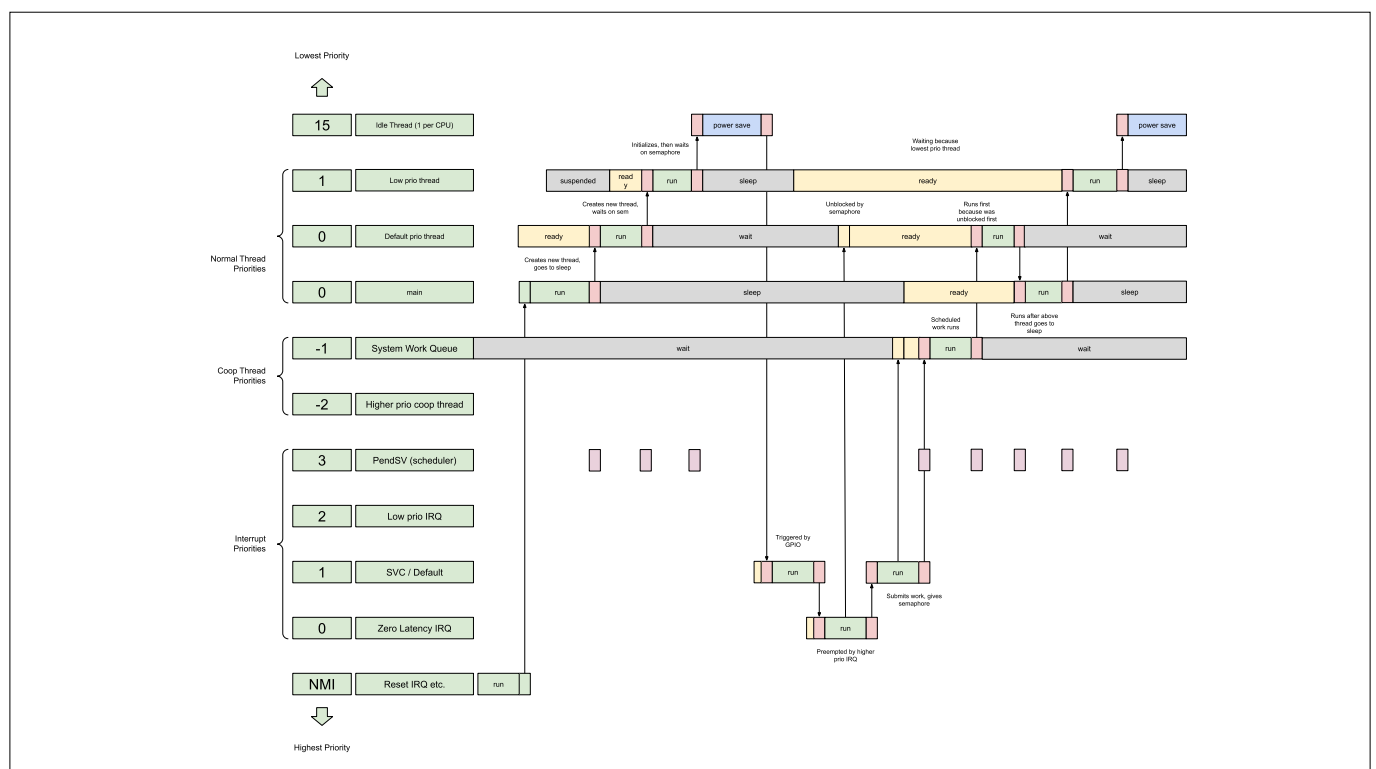 Lowest Priority
15
Idle Thread (1 per CPU)
power save
power save
Initializes, then waits
on semaphore
Waiting because
lowest prio thread
1
Low prio thread
suspended
read
y
run
sleep
ready
run
sleep
Creates new thread,
waits on sem
Unblocked by
semaphore
Runs first
because was
unblocked first
Normal Thread
Priorities
0
Default prio thread
ready
run
wait
ready
run
wait
Creates new thread,
goes to sleep
0
main
run
sleep
ready
run
sleep
Scheduled
work runs
Runs after above
thread goes to
sleep
Coop Thread
Priorities
-1
System Work Queue
wait
run
wait
-2
Higher prio coop thread
3
PendSV (scheduler)
2
Low prio IRQ
Interrupt
Priorities
Triggered by
GPIO
1
SVC / Default
run
run
Submits work, gives
semaphore
0
Zero Latency IRQ
run
Preempted by higher
prio IRQ
NMI
Reset IRQ etc.
run
Highest Priority